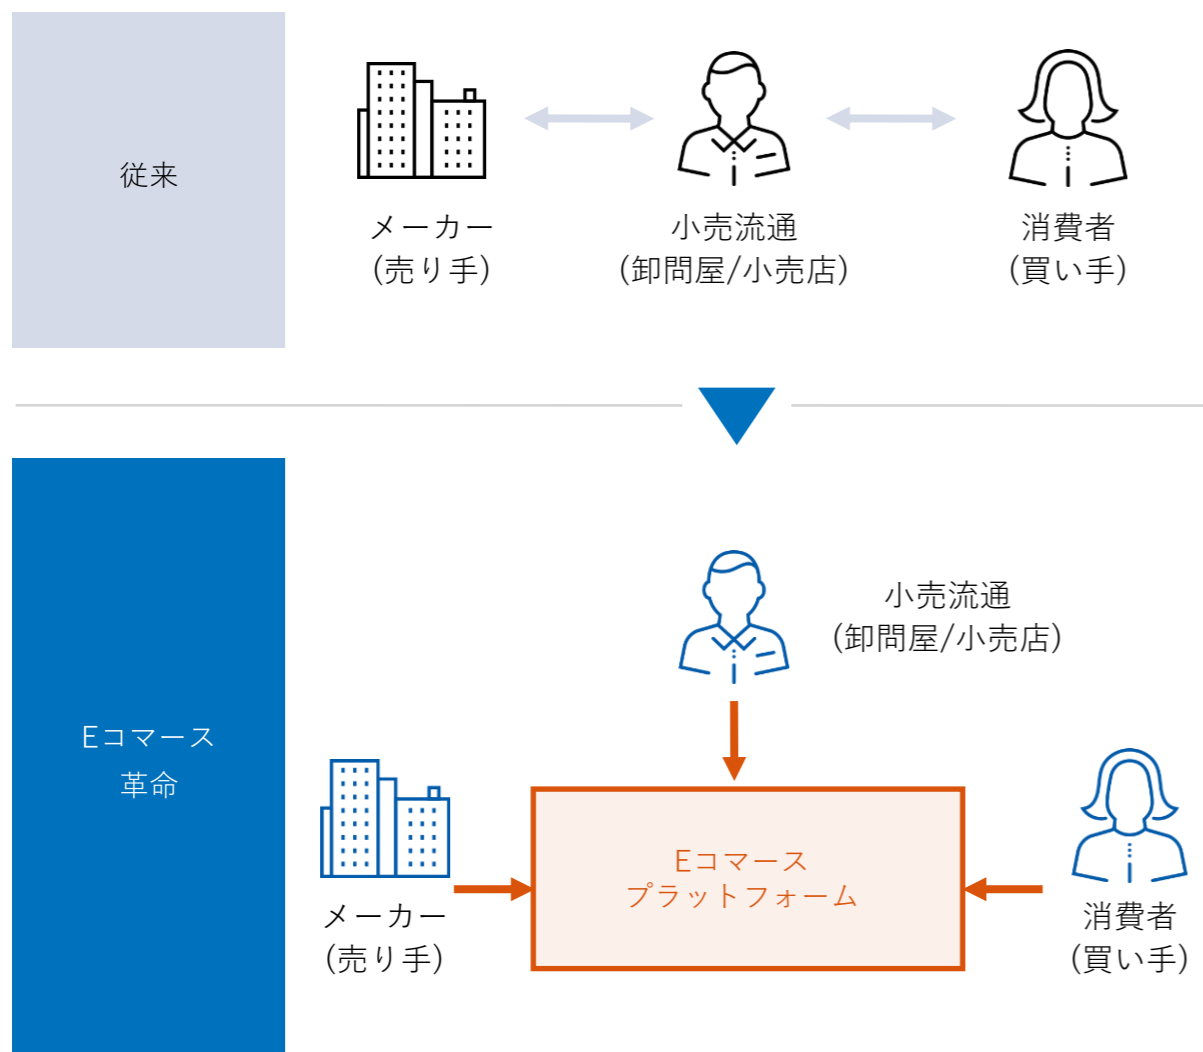 従来
メーカー
(売り手)
小売流通
(卸問屋/小売店)
消費者
(買い手)
Eコマース
革命
小売流通
(卸問屋/小売店)
メーカー
(売り手)
Eコマース
プラットフォーム
消費者
(買い手)